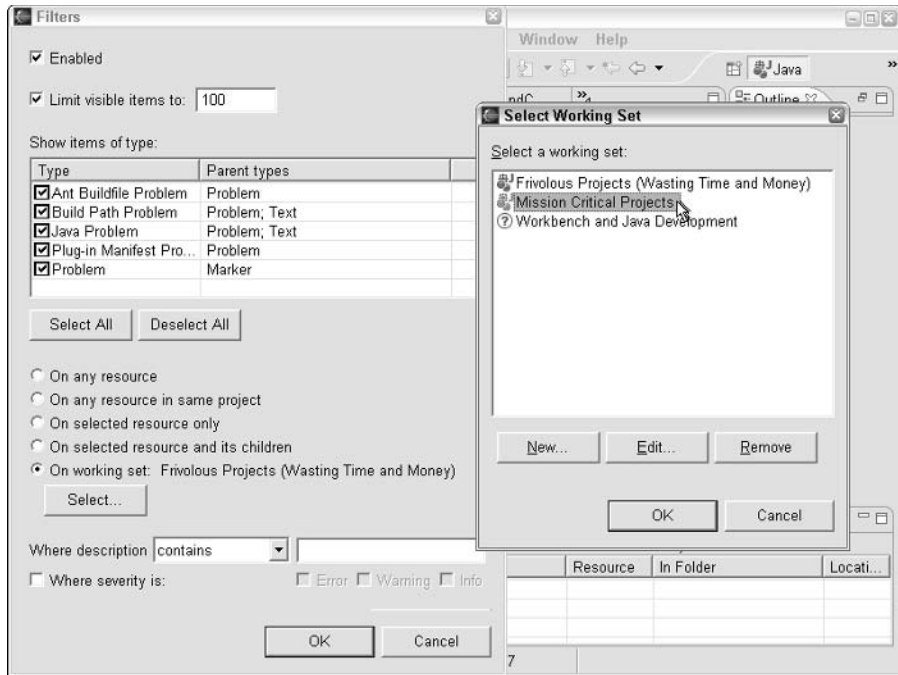 Filters
Enabled
Limit visible items to: 100
Show items of type:
Type Parent types
Ant Buildfile Problem Problem
Build Path Problem Problem; Text
Java Problem Problem; Text
Plug-in Manifest Pro... Problem
Problem Marker
Select All Deselect All
On any resource
On any resource in same project
On selected resource only
On selected resource and its children
On working set: Frivolous Projects (Wasting Time and Money)
Select...
Where description contains
Where severity is: Error Warning Info
OK Cancel
Window Help
Java »
»4
Outline
Select Working Set
Select a working set:
Frivolous Projects (Wasting Time and Money)
Mission Critical Projects
Workbench and Java Development
New... Edit... Remove
OK Cancel
Resource In Folder Locati...
7